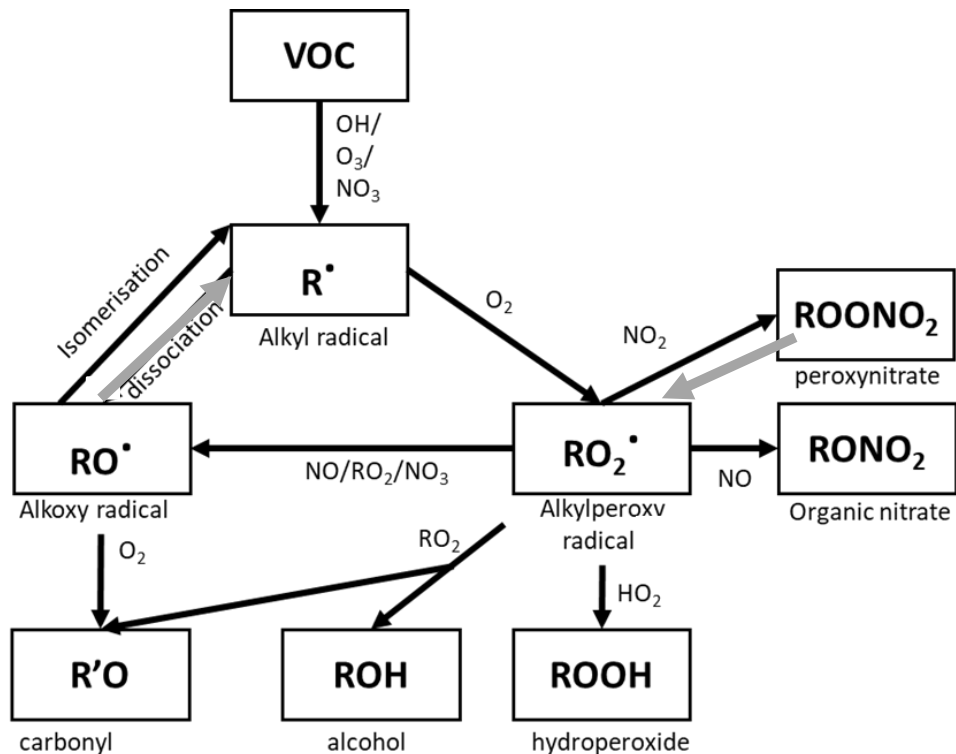 VOC
OH/
O₃/
NO₃
R•
Alkyl radical
Isomerisation
dissociation
O₂
NO₂
ROONO₂
peroxynitrate
RO•
Alkoxy radical
NO/RO₂/NO₃
RO₂•
Alkylperoxv
radical
NO
RONO₂
Organic nitrate
O₂
RO₂
HO₂
R’O
carbonyl
ROH
alcohol
ROOH
hydroperoxide